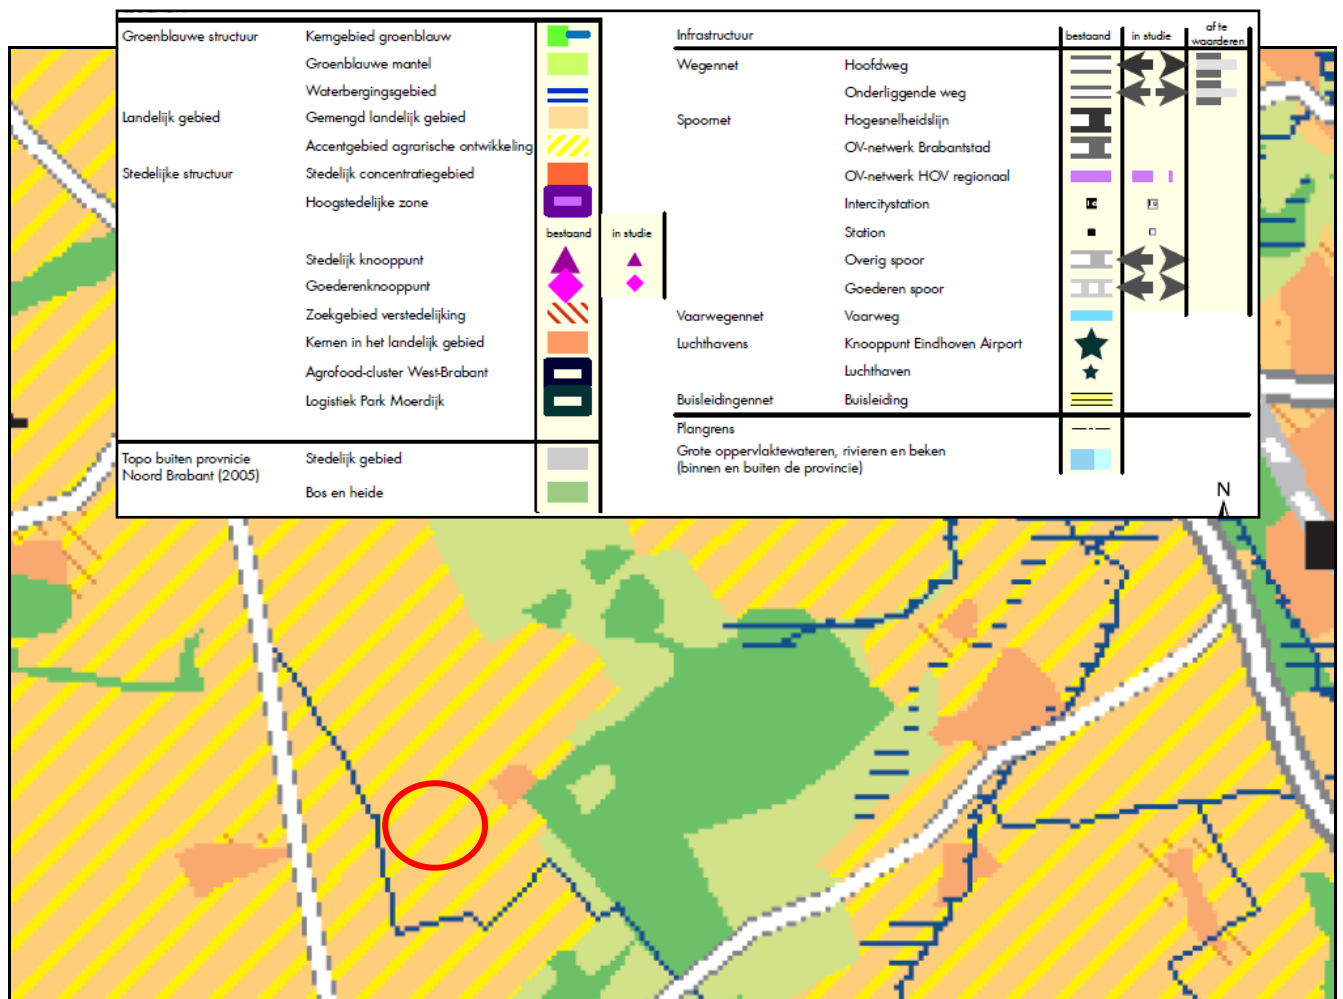 Groenblauwe structuur Kerngebied groenblauw
Groenblauwe mantel
Waterbergingsgebied
Landelijk gebied Gemengd landelijk gebied
Accentgebied agrarische ontwikkeling
Stedelijke structuur Stedelijk concentratiegebied
Hoogstedelijke zone
bestaand in studie
Stedelijk knooppunt
Goederenknooppunt
Zoekgebied verstedelijking
Kernen in het landelijk gebied
Agrofood-cluster West-Brabant
Logistiek Park Moerdijk
Topo buiten provnicie Stedelijk gebied
Noord Brabant (2005)
Bos en heide
Infrastructuur bestaand in studie af te
waarderen
Wegennet Hoofdweg
Onderliggende weg
Spoornet Hogesnelheidslijn
OV-netwerk Brabantstad
OV-netwerk HOV regionaal
Intercitystation
Station
Overig spoor
Goederen spoor
Vaarwegennet Vaarweg
Luchthavens Knooppunt Eindhoven Airport
Luchthaven
Buisleidingennet Buisleiding
Plangrens
Grote oppervlaktewateren, rivieren en beken
(binnen en buiten de provincie)
N